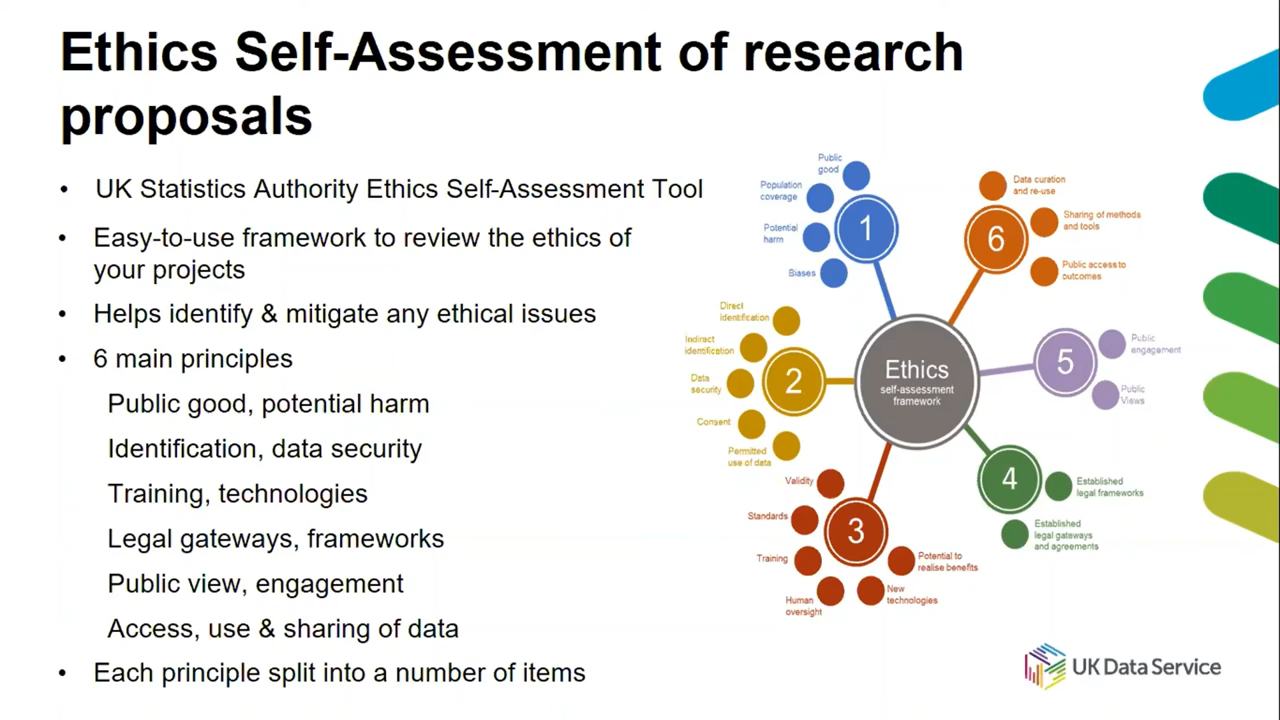 Ethics Self-Assessment of research
proposals
• UK Statistics Authority Ethics Self-Assessment Tool
• Easy-to-use framework to review the ethics of
your projects
• Helps identify & mitigate any ethical issues
• 6 main principles
Public good, potential harm
Identification, data security
Training, technologies
Legal gateways, frameworks
Public view, engagement
Access, use & sharing of data
• Each principle split into a number of items
Ethics
self-assessment
framework
1
Public
good
Population
coverage
Potential
harm
Biases
2
Direct
identification
Indirect
identification
Data
security
Consent
Permitted
use of data
3
Validity
Standards
Training
Human
oversight
New
technologies
Potential to
realise benefits
4
Established
legal frameworks
Established
legal gateways
and agreements
5
Public
engagement
Public
Views
6
Data curation
and re-use
Sharing of methods
and tools
Public access to
outcomes
UK Data Service